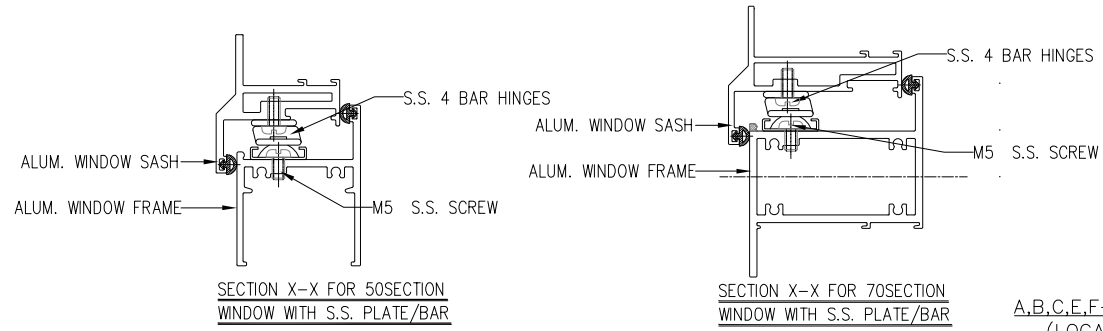 S.S. 4 BAR HINGES
ALUM. WINDOW SASH
ALUM. WINDOW FRAME
M5 S.S. SCREW
SECTION X-X FOR 50SECTION
WINDOW WITH S.S. PLATE/BAR
S.S. 4 BAR HINGES
ALUM. WINDOW SASH
M5 S.S. SCREW
ALUM. WINDOW FRAME
SECTION X-X FOR 70SECTION
WINDOW WITH S.S. PLATE/BAR
A,B,C,E,F-